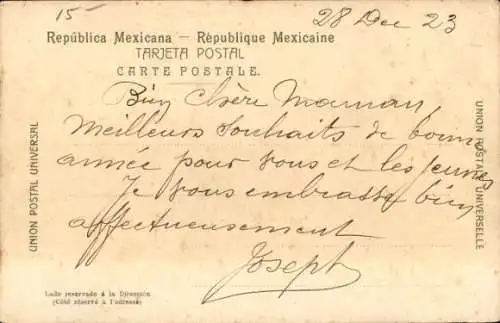 15-
28 Dec 23
República Mexicana — République Mexicaine
TARJETA POSTAL
CARTE POSTALE.
Bien Chère Maman
Meilleurs Souhaits de bonne
année pour vous et les jeunes
Je vous embrasse bien
affectueusement
Joseph
UNION POSTAL UNIVERSAL
UNION POSTALE UNIVERSELLE
Lado reservado á la Dirección
(Côté réservé à l'adresse)